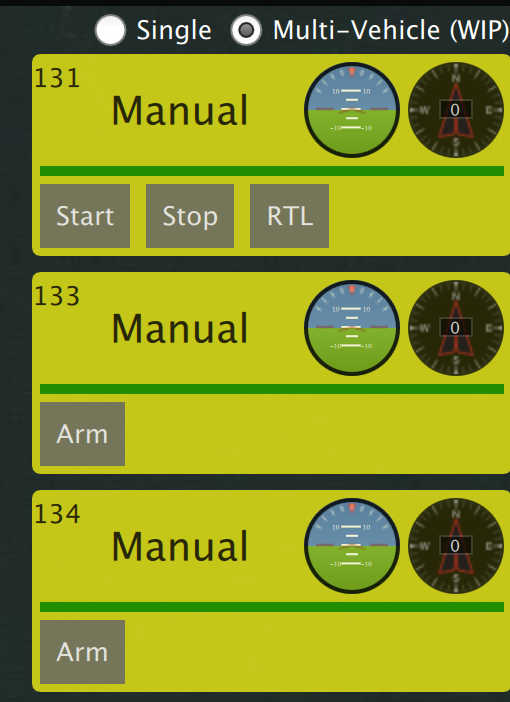 Single Multi-Vehicle (WIP)
131
Manual
10 10
-10 -10
N
W 0 E
S
Start Stop RTL
133
Manual
10 10
-10 -10
N
W 0 E
S
Arm
134
Manual
10 10
-10 -10
N
W 0 E
S
Arm